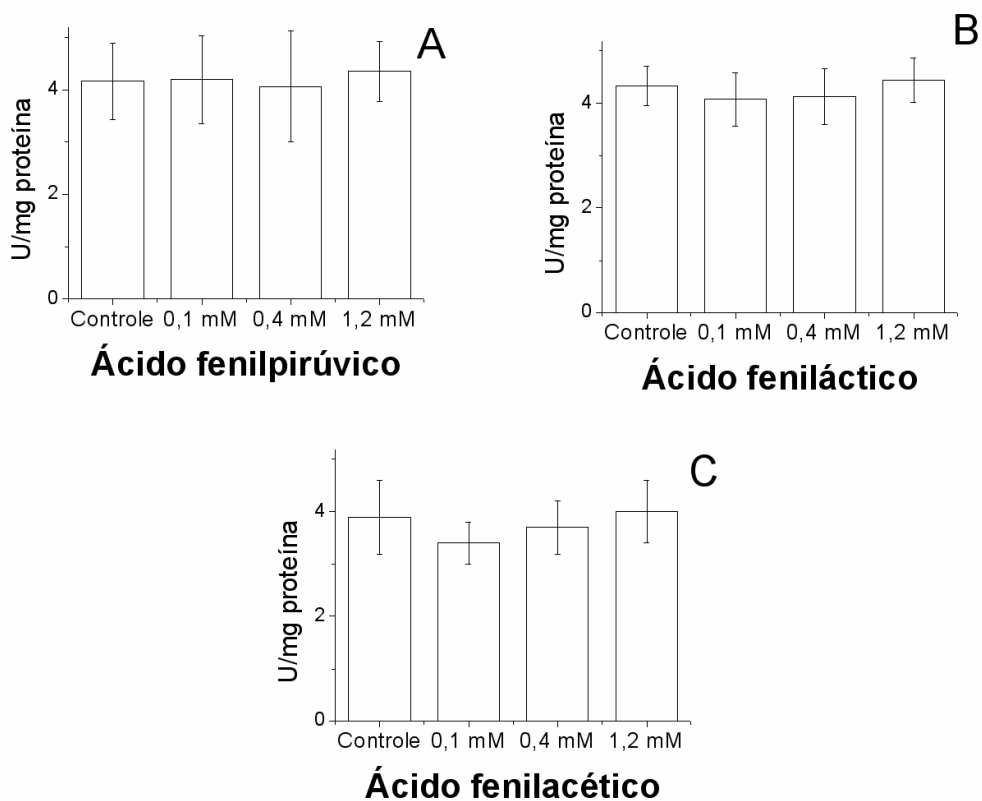 A
U/mg proteína
4
2
0
Controle 0,1 mM 0,4 mM 1,2 mM
Ácido fenilpirúvico
B
U/mg proteína
4
2
0
Controle 0,1 mM 0,4 mM 1,2 mM
Ácido feniláctico
C
U/mg proteína
4
2
0
Controle 0,1 mM 0,4 mM 1,2 mM
Ácido fenilacético